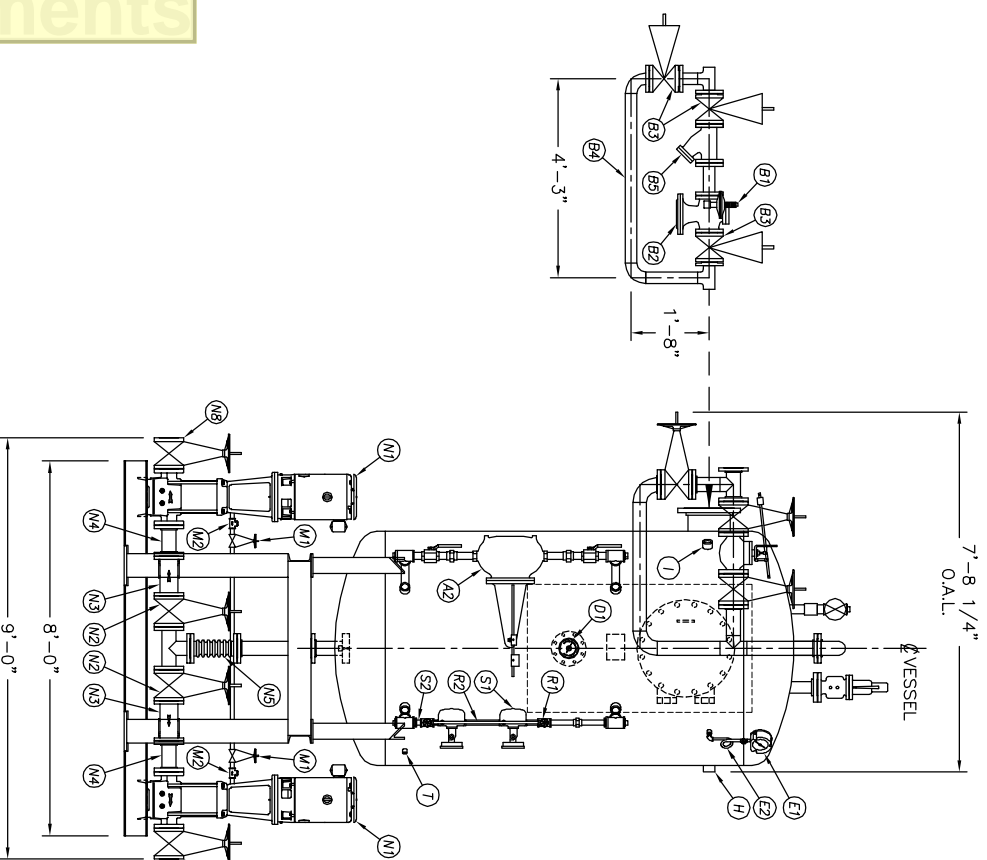 ments
B3
B4
B5
B1
B3
B2
4'-3"
1'-8"
7'-8 1/4"
O.A.L.
℄ VESSEL
N8
N1
N4
M2
M1
N3
N2
N5
N2
N3
M2
M1
N4
N1
A2
I
D1
S2
R2
S1
R1
T
E2
E1
H
8'-0"
9'-0"